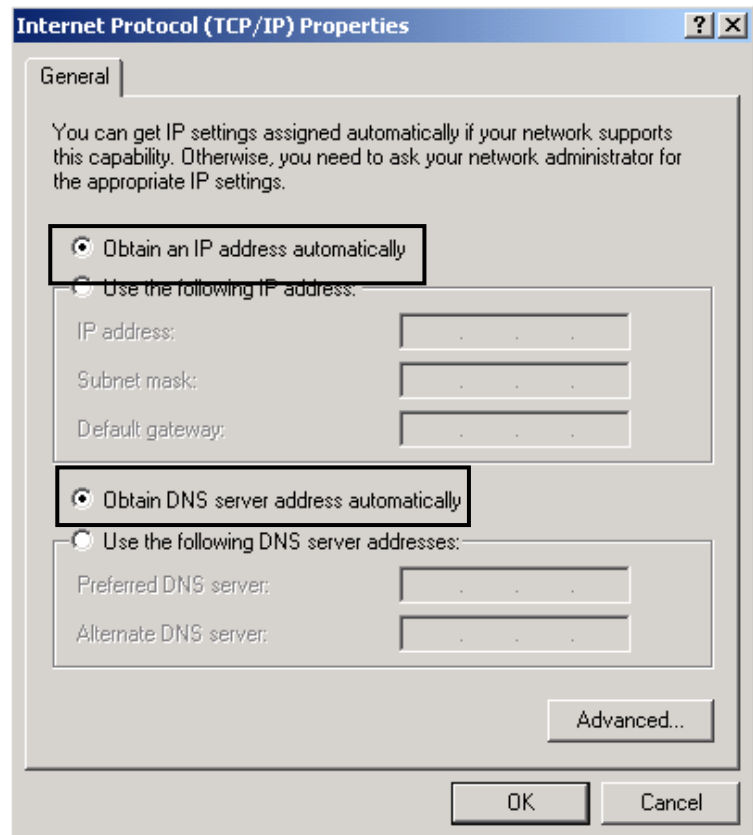 Internet Protocol (TCP/IP) Properties
General
You can get IP settings assigned automatically if your network supports
this capability. Otherwise, you need to ask your network administrator for
the appropriate IP settings.
Obtain an IP address automatically
Use the following IP address:
IP address:
Subnet mask:
Default gateway:
Obtain DNS server address automatically
Use the following DNS server addresses:
Preferred DNS server:
Alternate DNS server:
Advanced...
OK
Cancel